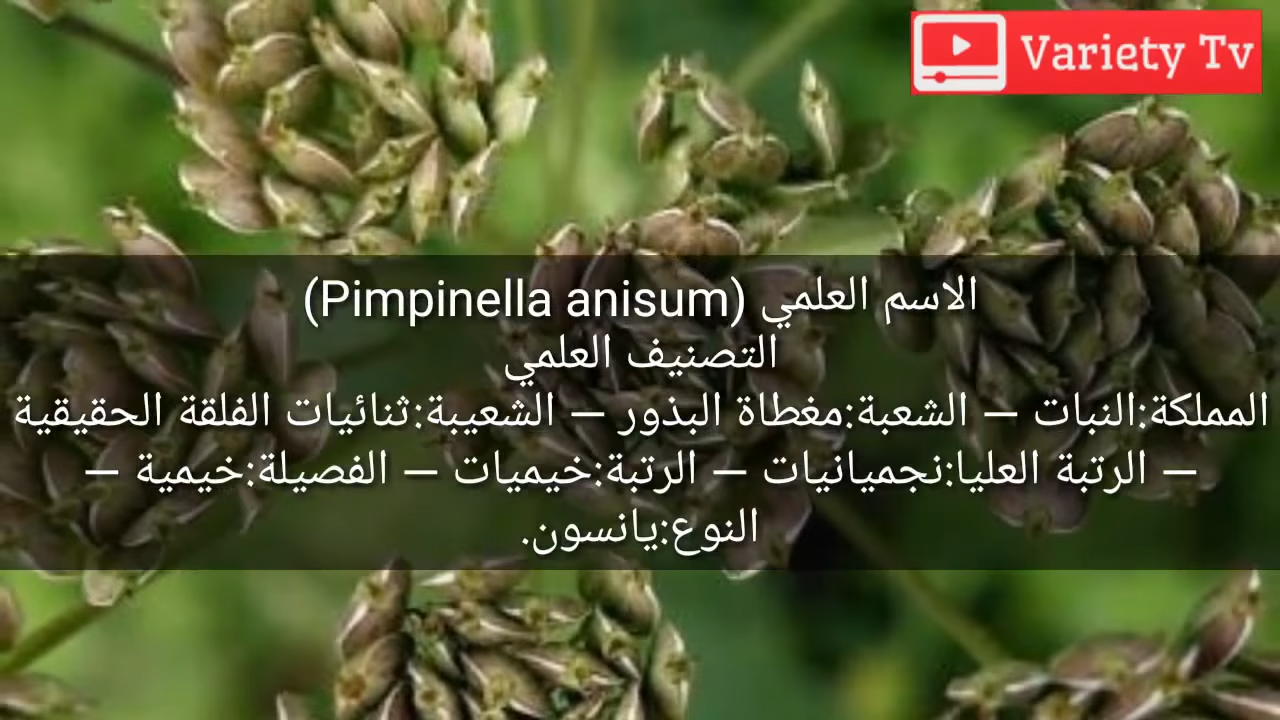 Variety Tv
الاسم العلمي (Pimpinella anisum)
التصنيف العلمي
المملكة:النبات — الشعبة:مغطاة البذور — الشعيبة:ثنائيات الفلقة الحقيقية
— الرتبة العليا:نجميانيات — الرتبة:خيميات — الفصيلة:خيمية —
النوع:يانسون.